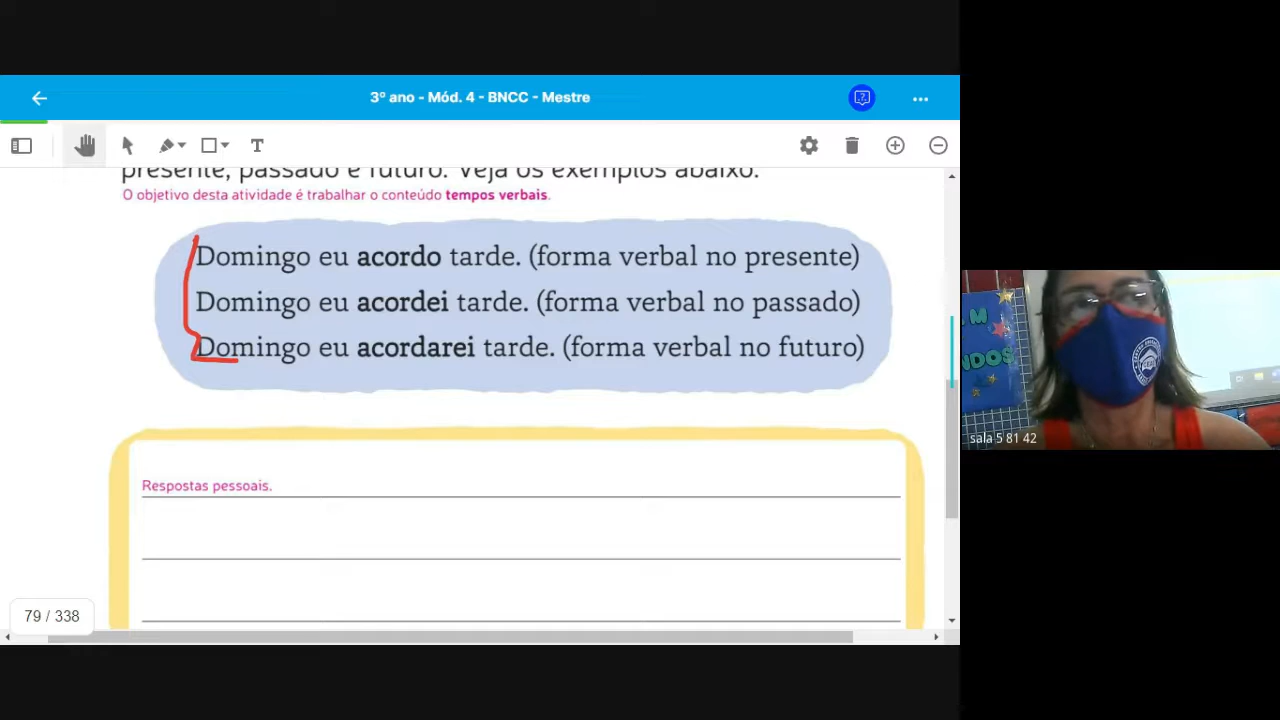 3º ano - Mód. 4 - BNCC - Mestre
presente, passado e futuro. Veja os exemplos abaixo.
O objetivo desta atividade é trabalhar o conteúdo tempos verbais.
Domingo eu acordo tarde. (forma verbal no presente)
Domingo eu acordei tarde. (forma verbal no passado)
Domingo eu acordarei tarde. (forma verbal no futuro)
Respostas pessoais.
79 / 338
M
NDOS
sala 5 81 42